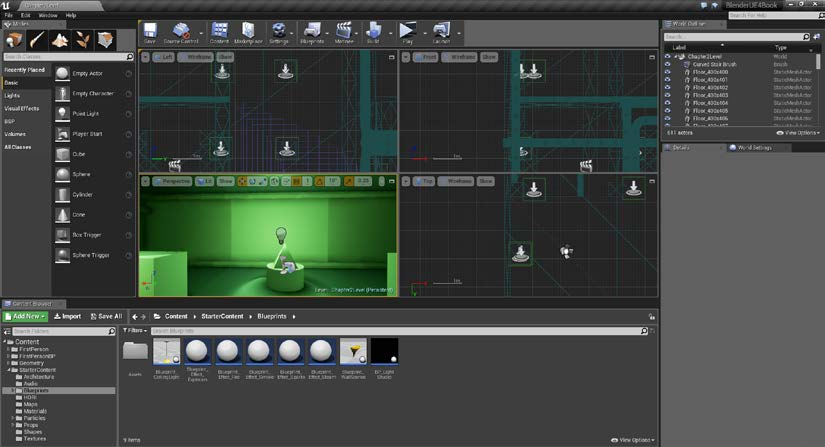 Chapter2Level
BlenderUE4Book
File Edit Window Help
Search For Help
Modes
Search Classes
Recently Placed
Basic
Lights
Visual Effects
BSP
Volumes
All Classes
Empty Actor
Empty Character
Point Light
Player Start
Cube
Sphere
Cylinder
Cone
Box Trigger
Sphere Trigger
Save Source Control Content Marketplace Settings Blueprints Matinee Build Play Launch
Left Wireframe Show
Front Wireframe Show
Perspective Lit Show 10° 0.25
Top Wireframe Show
Level: Chapter2Level (Persistent)
World Outliner
Search...
Label Type
Chapter2Level World
Curved Stair Brush Brush
Floor_400x400 StaticMeshActor
Floor_400x401 StaticMeshActor
Floor_400x402 StaticMeshActor
Floor_400x403 StaticMeshActor
Floor_400x404 StaticMeshActor
Floor_400x405 StaticMeshActor
Floor_400x406 StaticMeshActor
View Options
Details World Settings
Content Browser
Add New Import Save All Content StarterContent Blueprints
Search Folders
Filters Search Blueprints
Content
FirstPerson
FirstPersonBP
Geometry
StarterContent
Architecture
Audio
Blueprints
HDRI
Maps
Materials
Particles
Props
Shapes
Textures
Assets
Blueprint_CeilingLight
Blueprint_Effect_Explosion
Blueprint_Effect_Fire
Blueprint_Effect_Smoke
Blueprint_Effect_Sparks
Blueprint_Effect_Steam
Blueprint_WallSconce
BP_LightStudio
9 items
View Options